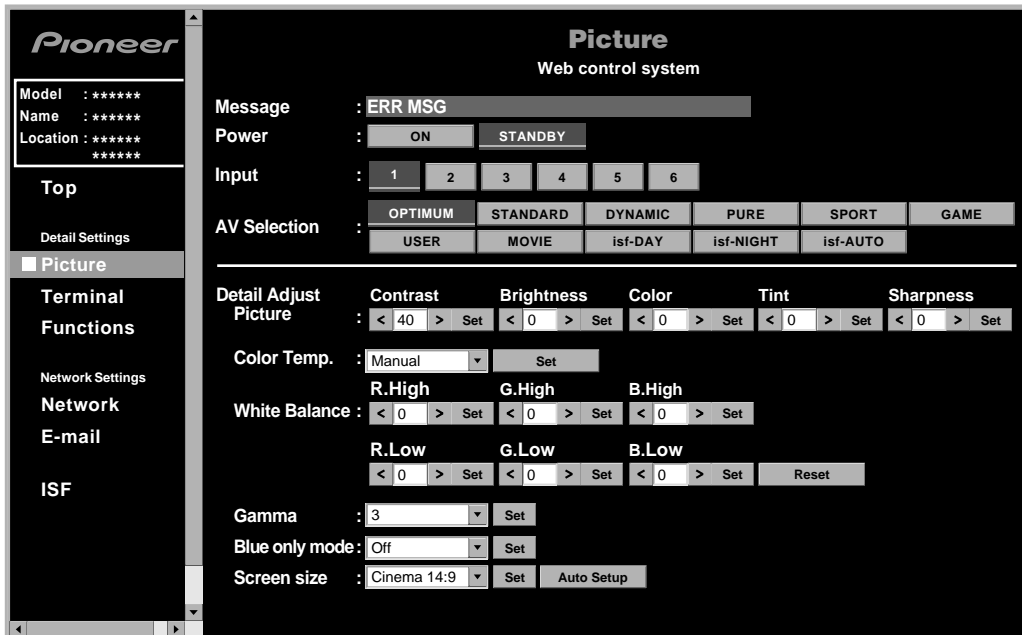 Pioneer
Model : ******
Name : ******
Location : ******
******
Top
Detail Settings
Picture
Terminal
Functions
Network Settings
Network
E-mail
ISF
Picture
Web control system
Message : ERR MSG
Power : ON STANDBY
Input : 1 2 3 4 5 6
AV Selection : OPTIMUM STANDARD DYNAMIC PURE SPORT GAME
USER MOVIE isf-DAY isf-NIGHT isf-AUTO
Detail Adjust Contrast Brightness Color Tint Sharpness
Picture : < 40 > Set < 0 > Set < 0 > Set < 0 > Set < 0 > Set
Color Temp. : Manual Set
R.High G.High B.High
White Balance : < 0 > Set < 0 > Set < 0 > Set
R.Low G.Low B.Low
< 0 > Set < 0 > Set < 0 > Set Reset
Gamma : 3 Set
Blue only mode : Off Set
Screen size : Cinema 14:9 Set Auto Setup